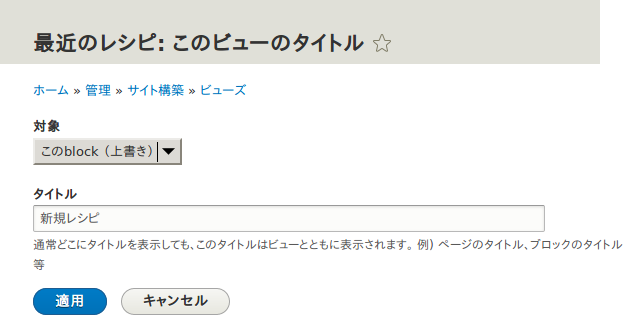 最近のレシピ: このビューのタイトル
ホーム » 管理 » サイト構築 » ビューズ
対象
このblock（上書き）
タイトル
新規レシピ
通常どこにタイトルを表示しても、このタイトルはビューとともに表示されます。例) ページのタイトル、ブロックのタイトル
等
適用 キャンセル